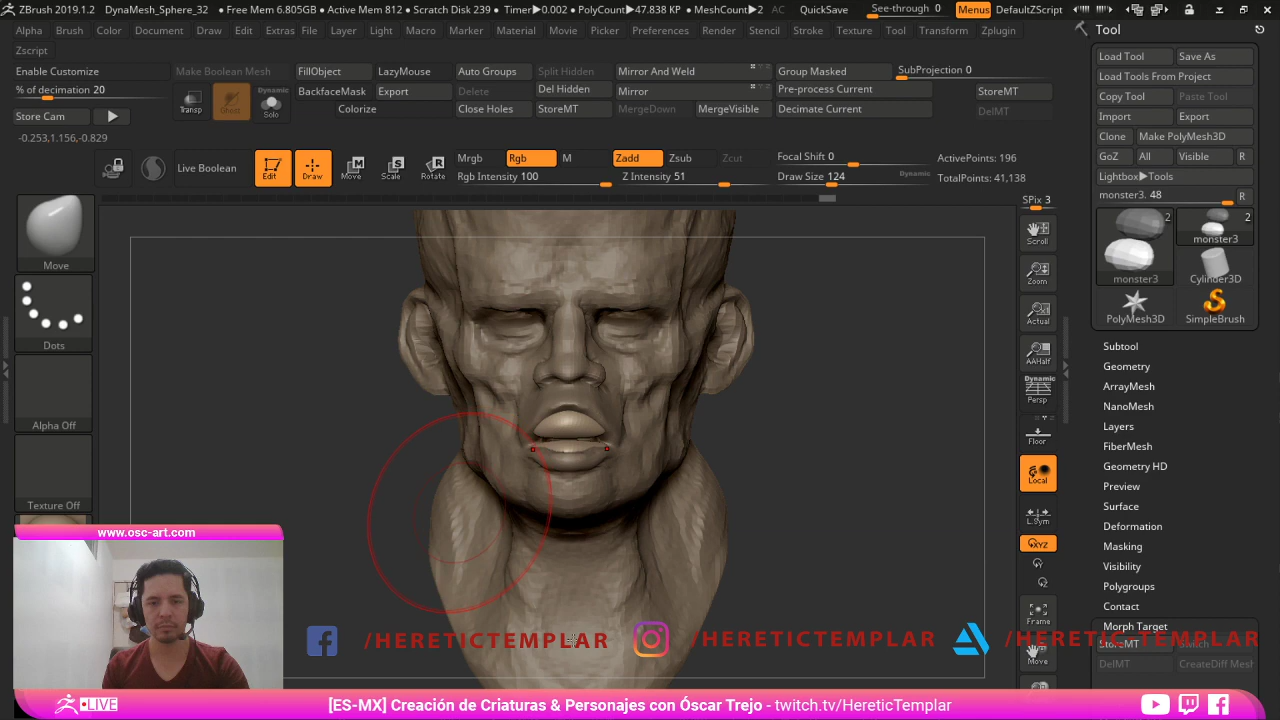 ZBrush 2019.1.2 DynaMesh_Sphere_32 • Free Mem 6.805GB • Active Mem 812 • Scratch Disk 239 • Timer▶0.002 • PolyCount▶47.838 KP • MeshCount▶2 AC QuickSave See-through 0 Menus DefaultZScript
Alpha Brush Color Document Draw Edit Extras File Layer Light Macro Marker Material Movie Picker Preferences Render Stencil Stroke Texture Tool Transform Zplugin
Zscript
Enable Customize
% of decimation 20
Store Cam
-0.253,1.156,-0.829
Transp
Make Boolean Mesh
Ghost
Dynamic
Solo
FillObject LazyMouse
BackfaceMask Export
Colorize
Auto Groups Split Hidden
Delete Del Hidden
Close Holes StoreMT
Mirror And Weld
Mirror
MergeDown MergeVisible
Group Masked
Pre-process Current
Decimate Current
SubProjection 0
StoreMT
DelMT
Live Boolean
Edit Draw Move Scale Rotate
Mrgb Rgb M
Rgb Intensity 100
Zadd Zsub Zcut
Z Intensity 51
Focal Shift 0
Draw Size 124
Dynamic
ActivePoints: 196
TotalPoints: 41,138
Move
Dots
Alpha Off
Texture Off
SPix 3
Scroll
Zoom
Actual
AAHalf
Dynamic
Persp
Floor
Local
L.Sym
XYZ
Frame
Move
Tool
Load Tool Save As
Load Tools From Project
Copy Tool Paste Tool
Import Export
Clone Make PolyMesh3D
GoZ All Visible R
Lightbox▶Tools
monster3. 48 R
2 2
monster3
monster3 Cylinder3D
PolyMesh3D SimpleBrush
Subtool
Geometry
ArrayMesh
NanoMesh
Layers
FiberMesh
Geometry HD
Preview
Surface
Deformation
Masking
Visibility
Polygroups
Contact
Morph Target
StoreMT Switch
DelMT CreateDiff Mesh
www.osc-art.com
/HERETICTEMPLAR /HERETICTEMPLAR /HERETICTEMPLAR
LIVE
[ES-MX] Creación de Criaturas & Personajes con Óscar Trejo - twitch.tv/HereticTemplar